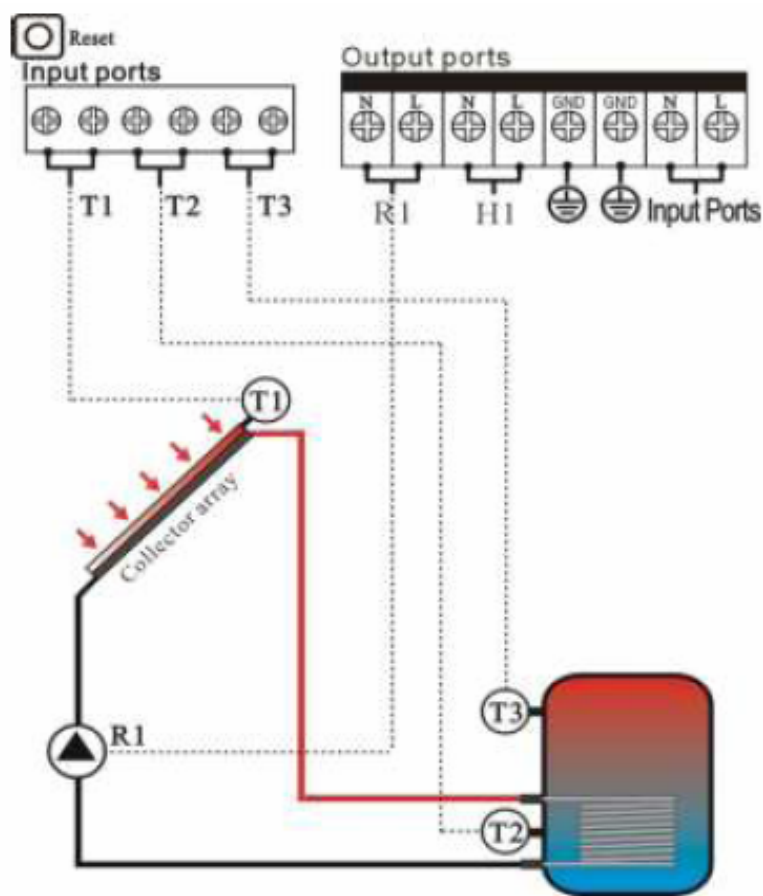 Reset
Input ports
T1 T2 T3
Output ports
N L N L GND GND N L
R1 H1 Input Ports
T1
Collector array
T3
R1
T2